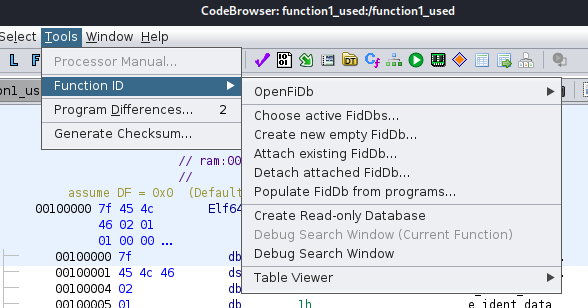 CodeBrowser: function1_used:/function1_used
Select Tools Window Help
Processor Manual...
Function ID
Program Differences... 2
Generate Checksum...
OpenFiDb
Choose active FidDbs...
Create new empty FidDb...
Attach existing FidDb...
Detach attached FidDb...
Populate FidDb from programs...
Create Read-only Database
Debug Search Window (Current Function)
Debug Search Window
Table Viewer
// ram:00
//
assume DF = 0x0 (Default
00100000 7f 45 4c Elf64
46 02 01
01 00 00 ...
00100000 7f db
00100001 45 4c 46 ds
00100004 02 db
00100005 01 db 1h e_ident_data